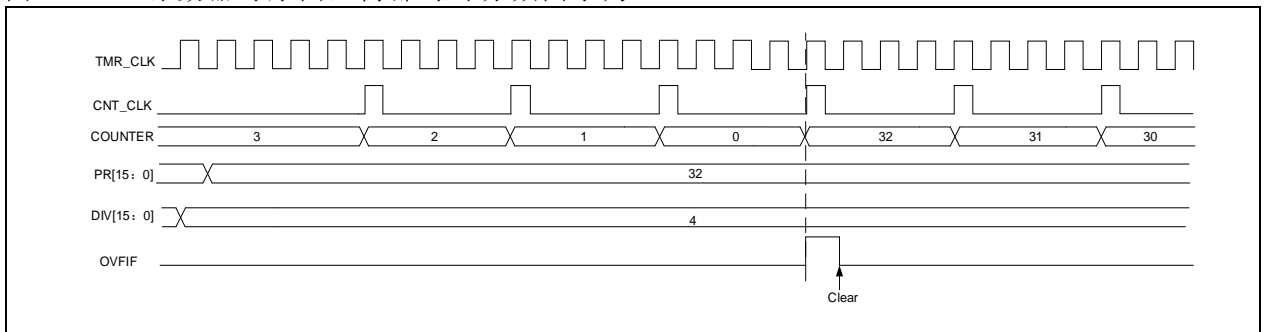 TMR_CLK
CNT_CLK
COUNTER 3 2 1 0 32 31 30
PR[15：0] 32
DIV[15：0] 4
OVFIF
Clear